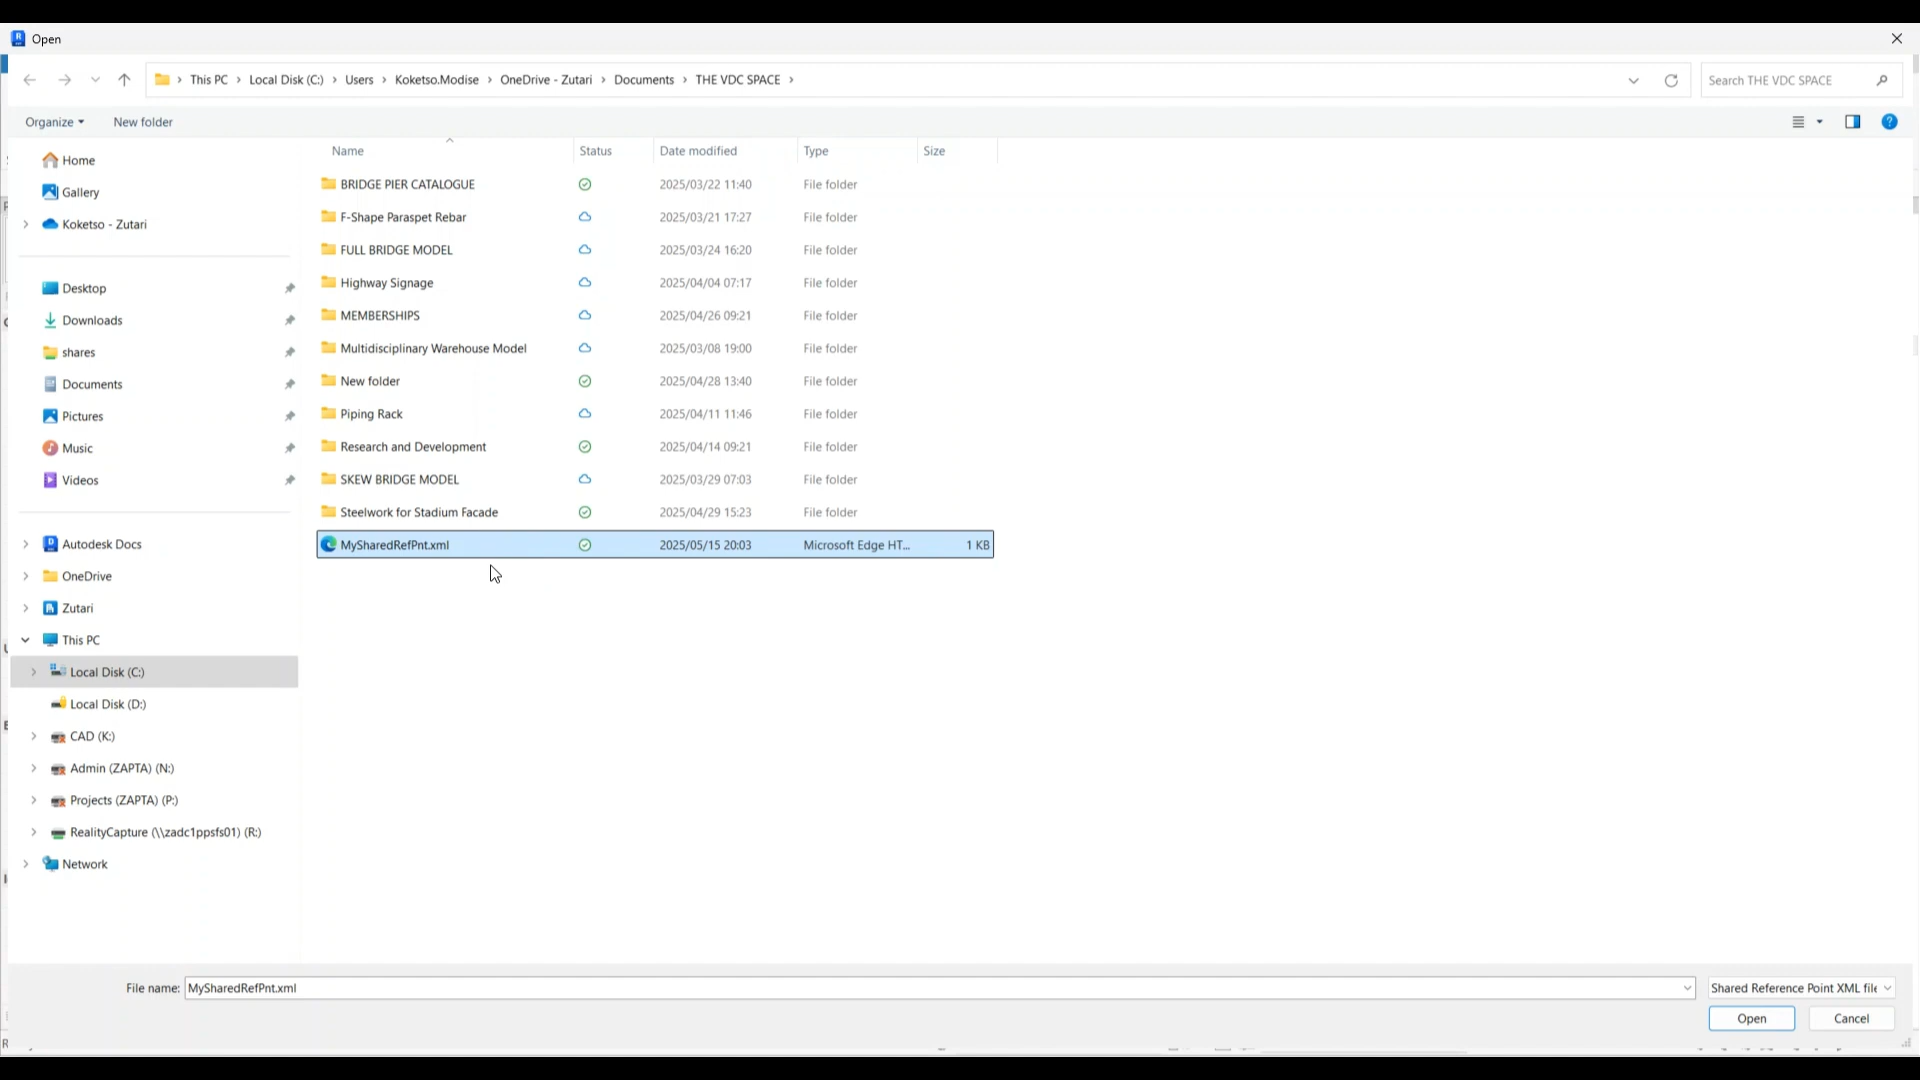 Open
This PC > Local Disk (C:) > Users > Koketso.Modise > OneDrive - Zutari > Documents > THE VDC SPACE >
Search THE VDC SPACE
Organize New folder
Name Status Date modified Type Size
Home
Gallery
Koketso - Zutari
Desktop
Downloads
shares
Documents
Pictures
Music
Videos
Autodesk Docs
OneDrive
Zutari
This PC
Local Disk (C:)
Local Disk (D:)
CAD (K:)
Admin (ZAPTA) (N:)
Projects (ZAPTA) (P:)
RealityCapture (\\zadc1ppsfs01) (R:)
Network
BRIDGE PIER CATALOGUE 2025/03/22 11:40 File folder
F-Shape Paraspet Rebar 2025/03/21 17:27 File folder
FULL BRIDGE MODEL 2025/03/24 16:20 File folder
Highway Signage 2025/04/04 07:17 File folder
MEMBERSHIPS 2025/04/26 09:21 File folder
Multidisciplinary Warehouse Model 2025/03/08 19:00 File folder
New folder 2025/04/28 13:40 File folder
Piping Rack 2025/04/11 11:46 File folder
Research and Development 2025/04/14 09:21 File folder
SKEW BRIDGE MODEL 2025/03/29 07:03 File folder
Steelwork for Stadium Facade 2025/04/29 15:23 File folder
MySharedRefPnt.xml 2025/05/15 20:03 Microsoft Edge HT... 1 KB
File name: MySharedRefPnt.xml Shared Reference Point XML file
Open Cancel